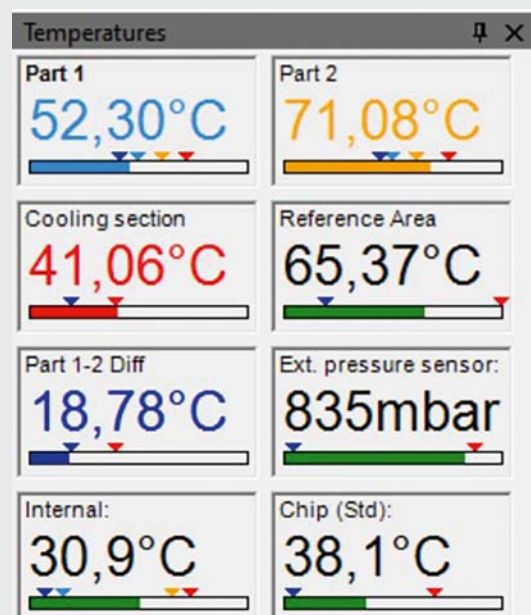 Temperatures
Part 1
52,30°C
Part 2
71,08°C
Cooling section
41,06°C
Reference Area
65,37°C
Part 1-2 Diff
18,78°C
Ext. pressure sensor:
835mbar
Internal:
30,9°C
Chip (Std):
38,1°C